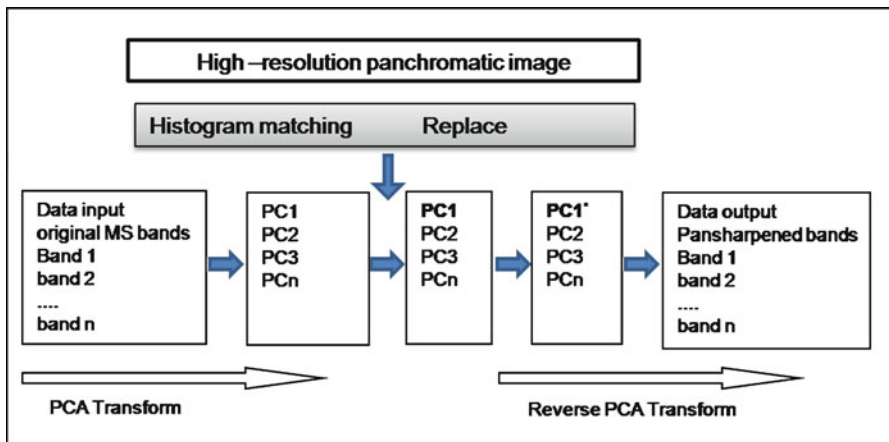 High –resolution panchromatic image
Histogram matching Replace
Data input
original MS bands
Band 1
band 2
....
band n
PC1
PC2
PC3
PCn
PC1
PC2
PC3
PCn
PC1*
PC2
PC3
PCn
Data output
Pansharpened bands
Band 1
band 2
....
band n
PCA Transform
Reverse PCA Transform